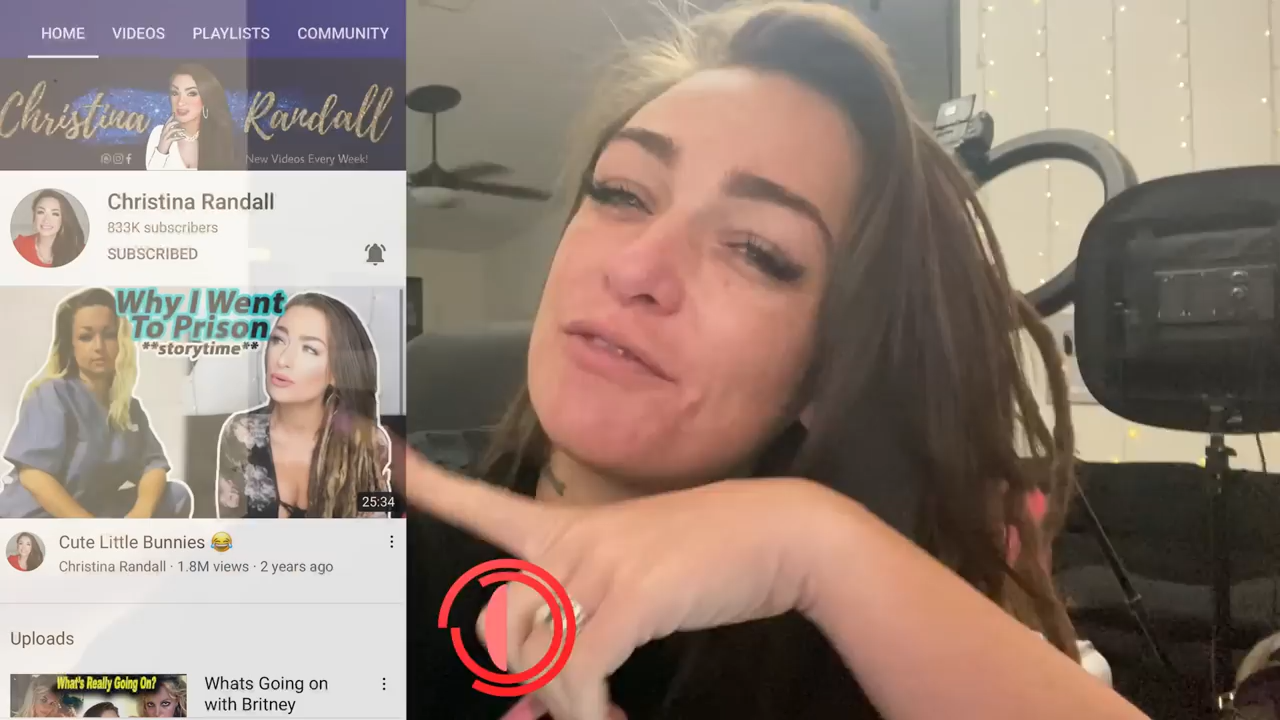 HOME VIDEOS PLAYLISTS COMMUNITY
Christina Randall
New Videos Every Week!
Christina Randall
833K subscribers
SUBSCRIBED
Why I Went
To Prison
**storytime**
25:34
Cute Little Bunnies 😂
Christina Randall · 1.8M views · 2 years ago
Uploads
What's Really Going On?
Whats Going on
with Britney